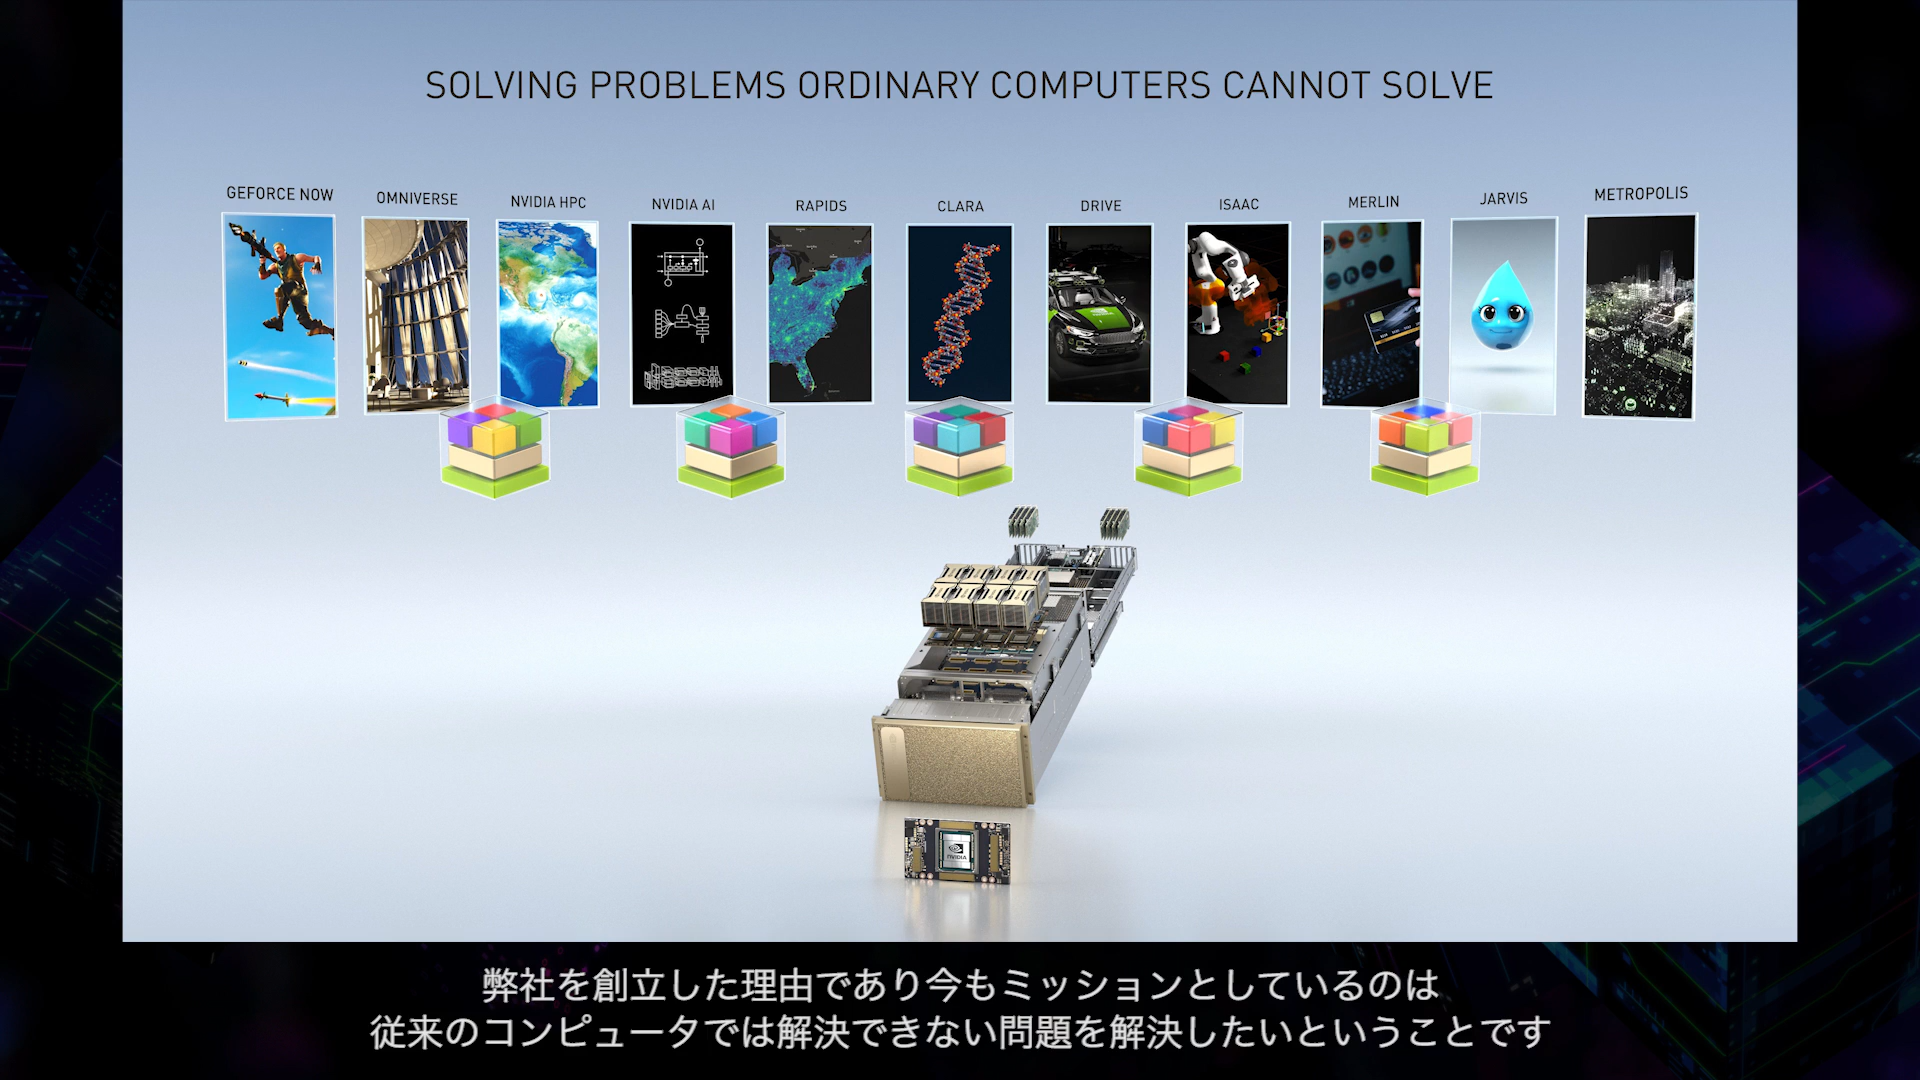 SOLVING PROBLEMS ORDINARY COMPUTERS CANNOT SOLVE
GEFORCE NOW
OMNIVERSE
NVIDIA HPC
NVIDIA AI
RAPIDS
CLARA
DRIVE
ISAAC
MERLIN
JARVIS
METROPOLIS
NVIDIA
弊社を創立した理由であり今もミッションとしているのは
従来のコンピュータでは解決できない問題を解決したいということです